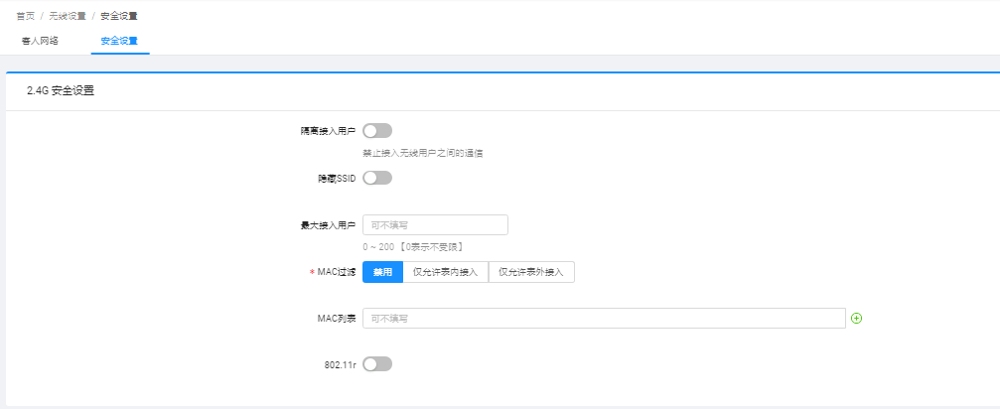 首页 / 无线设置 / 安全设置
客人网络 安全设置
2.4G 安全设置
隔离接入用户
禁止接入无线用户之间的通信
隐藏SSID
最大接入用户 可不填写
0 ~ 200 【0表示不受限】
* MAC过滤 禁用 仅允许表内接入 仅允许表外接入
MAC列表 可不填写
802.11r